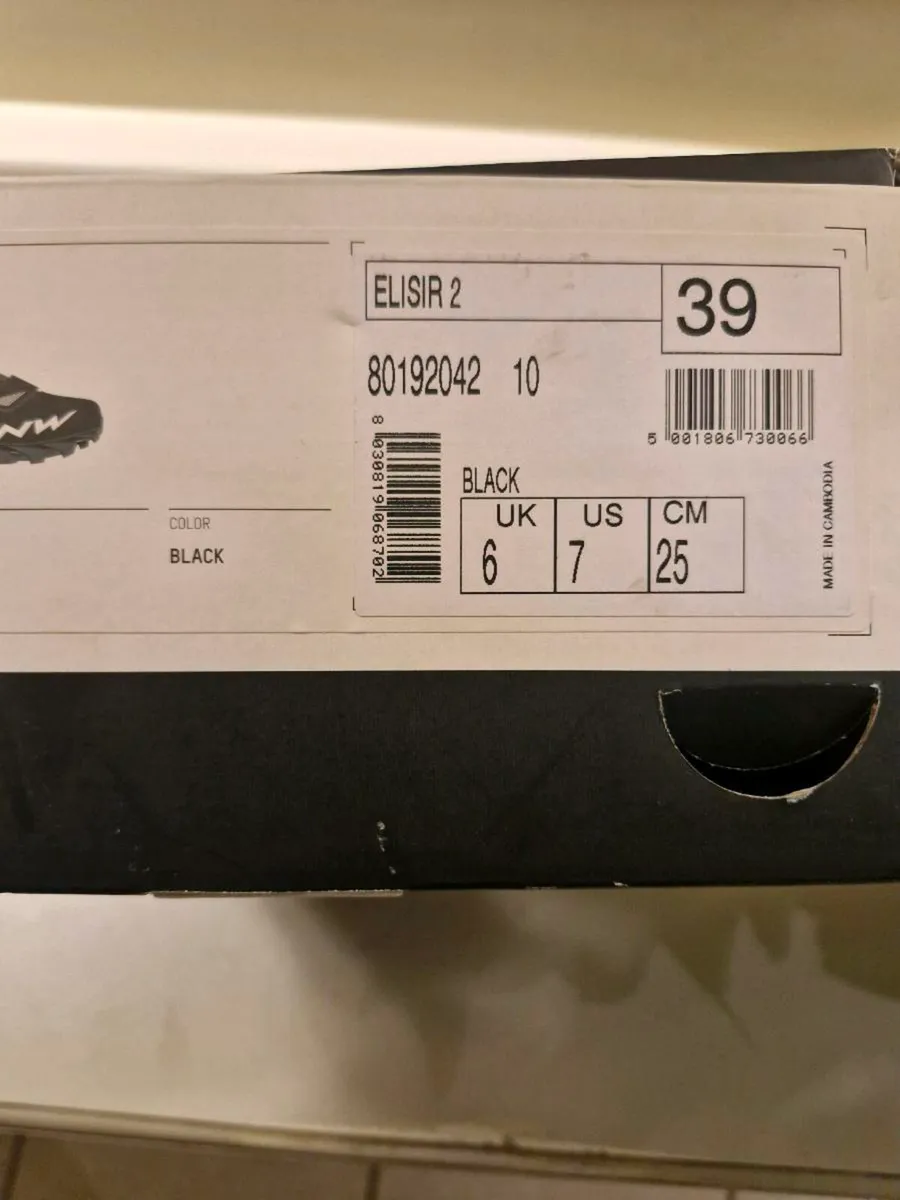 ELISIR 2
39
80192042 10
5 001806 730066
8 030819 068702
BLACK
UK US CM
6 7 25
MADE IN CAMBODIA
COLOR
BLACK
NW